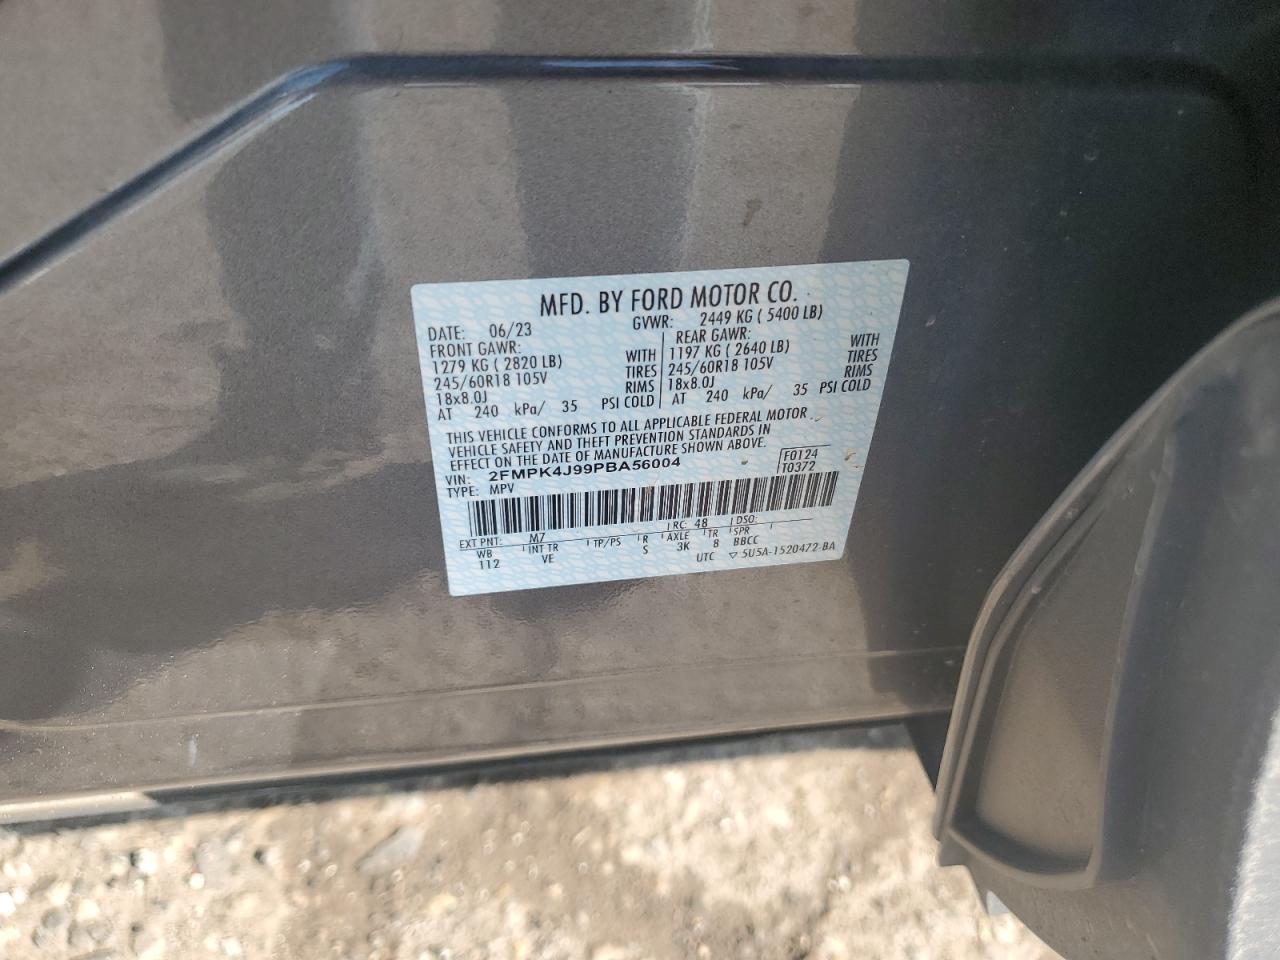 MFD. BY FORD MOTOR CO.
DATE: 06/23 GVWR: 2449 KG ( 5400 LB)
FRONT GAWR: REAR GAWR:
1279 KG ( 2820 LB) WITH 1197 KG ( 2640 LB) WITH
245/60R18 105V TIRES 245/60R18 105V TIRES
18x8.0J RIMS 18x8.0J RIMS
AT 240 kPa/ 35 PSI COLD AT 240 kPa/ 35 PSI COLD
THIS VEHICLE CONFORMS TO ALL APPLICABLE FEDERAL MOTOR
VEHICLE SAFETY AND THEFT PREVENTION STANDARDS IN
EFFECT ON THE DATE OF MANUFACTURE SHOWN ABOVE.
VIN: 2FMPK4J99PBA56004 F0124
TYPE: MPV T0372
EXT PNT: M7 RC: 48 DSO:
WB INT TR TP/PS R AXLE TR SPR
112 VE S 3K 8 BBCC
UTC ▽ 5U5A-1520472-BA